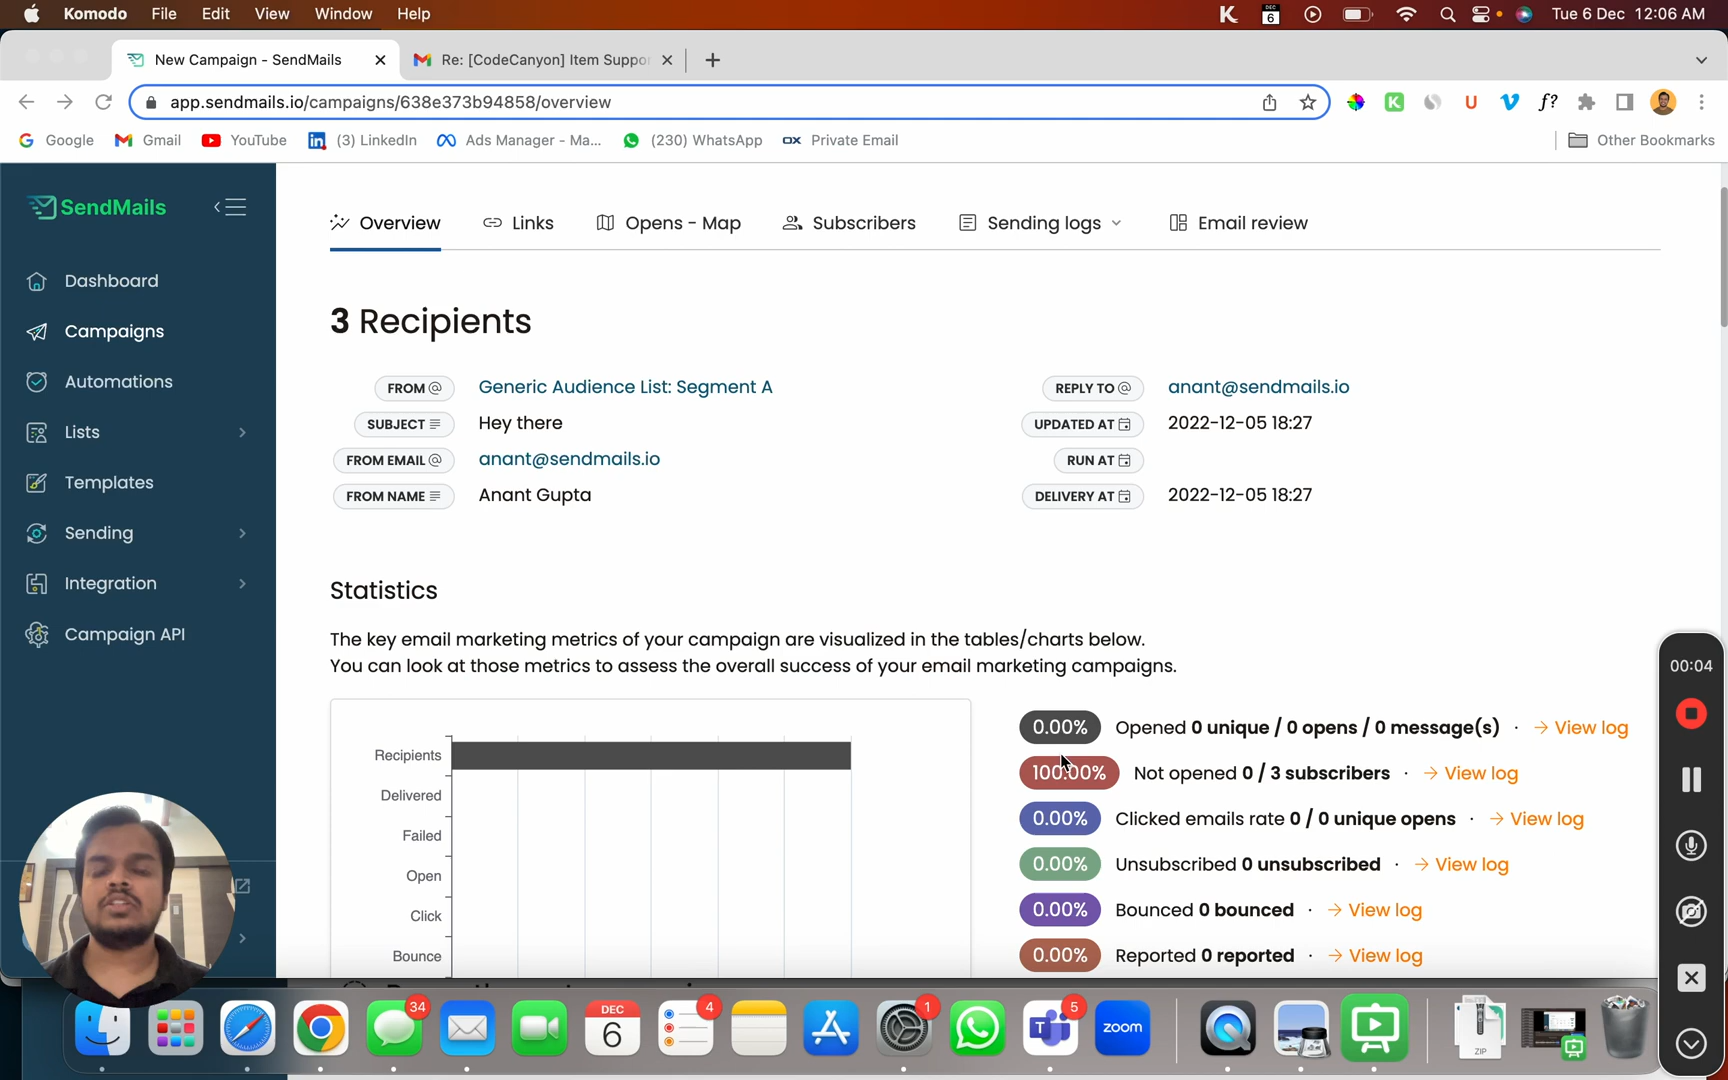 Komodo File Edit View Window Help
DEC 6
Tue 6 Dec 12:06 AM
New Campaign - SendMails
Re: [CodeCanyon] Item Suppo
app.sendmails.io/campaigns/638e373b94858/overview
Google Gmail YouTube (3) LinkedIn Ads Manager - Ma... (230) WhatsApp Private Email Other Bookmarks
SendMails
Dashboard
Campaigns
Automations
Lists
Templates
Sending
Integration
Campaign API
Overview Links Opens - Map Subscribers Sending logs Email review
3 Recipients
FROM Generic Audience List: Segment A
SUBJECT Hey there
FROM EMAIL anant@sendmails.io
FROM NAME Anant Gupta
REPLY TO anant@sendmails.io
UPDATED AT 2022-12-05 18:27
RUN AT
DELIVERY AT 2022-12-05 18:27
Statistics
The key email marketing metrics of your campaign are visualized in the tables/charts below.
You can look at those metrics to assess the overall success of your email marketing campaigns.
Recipients
Delivered
Failed
Open
Click
Bounce
0.00% Opened 0 unique / 0 opens / 0 message(s) · → View log
100.00% Not opened 0 / 3 subscribers · → View log
0.00% Clicked emails rate 0 / 0 unique opens · → View log
0.00% Unsubscribed 0 unsubscribed · → View log
0.00% Bounced 0 bounced · → View log
0.00% Reported 0 reported · → View log
00:04
34
DEC
6
4
1
5
zoom
ZIP